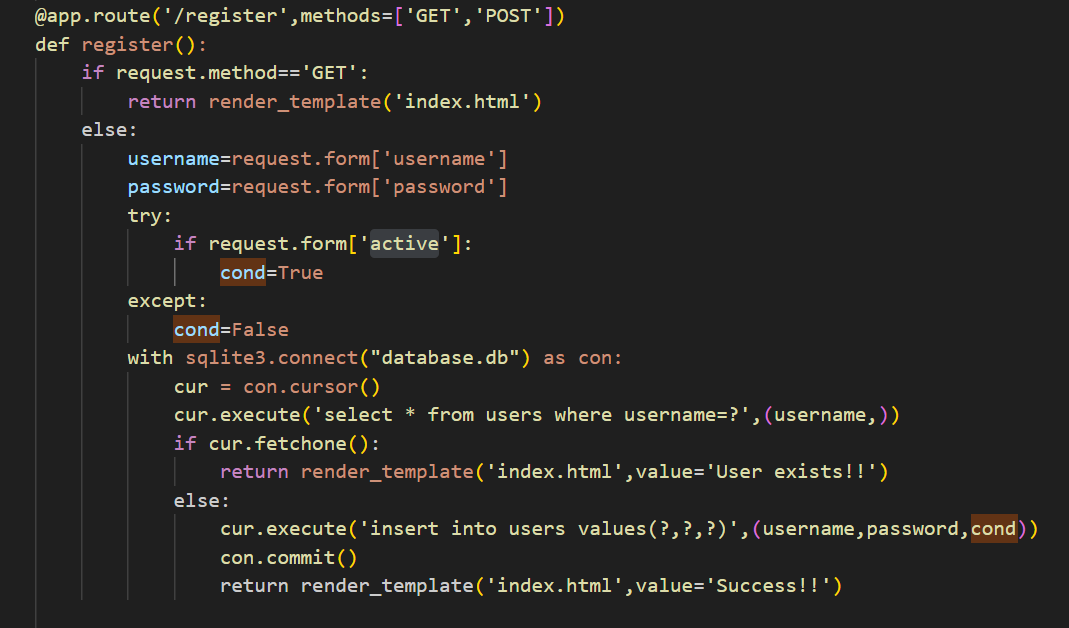 @app.route('/register',methods=['GET','POST'])
def register():
    if request.method=='GET':
        return render_template('index.html')
    else:
        username=request.form['username']
        password=request.form['password']
        try:
            if request.form['active']:
                cond=True
        except:
            cond=False
        with sqlite3.connect("database.db") as con:
            cur = con.cursor()
            cur.execute('select * from users where username=?',(username,))
            if cur.fetchone():
                return render_template('index.html',value='User exists!!')
            else:
                cur.execute('insert into users values(?,?,?)',(username,password,cond))
                con.commit()
                return render_template('index.html',value='Success!!')